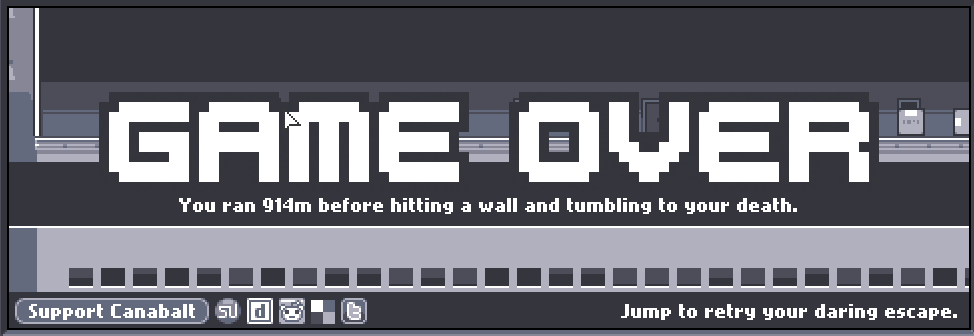 GAME OVER
You ran 914m before hitting a wall and tumbling to your death.
Support Canabalt
Jump to retry your daring escape.